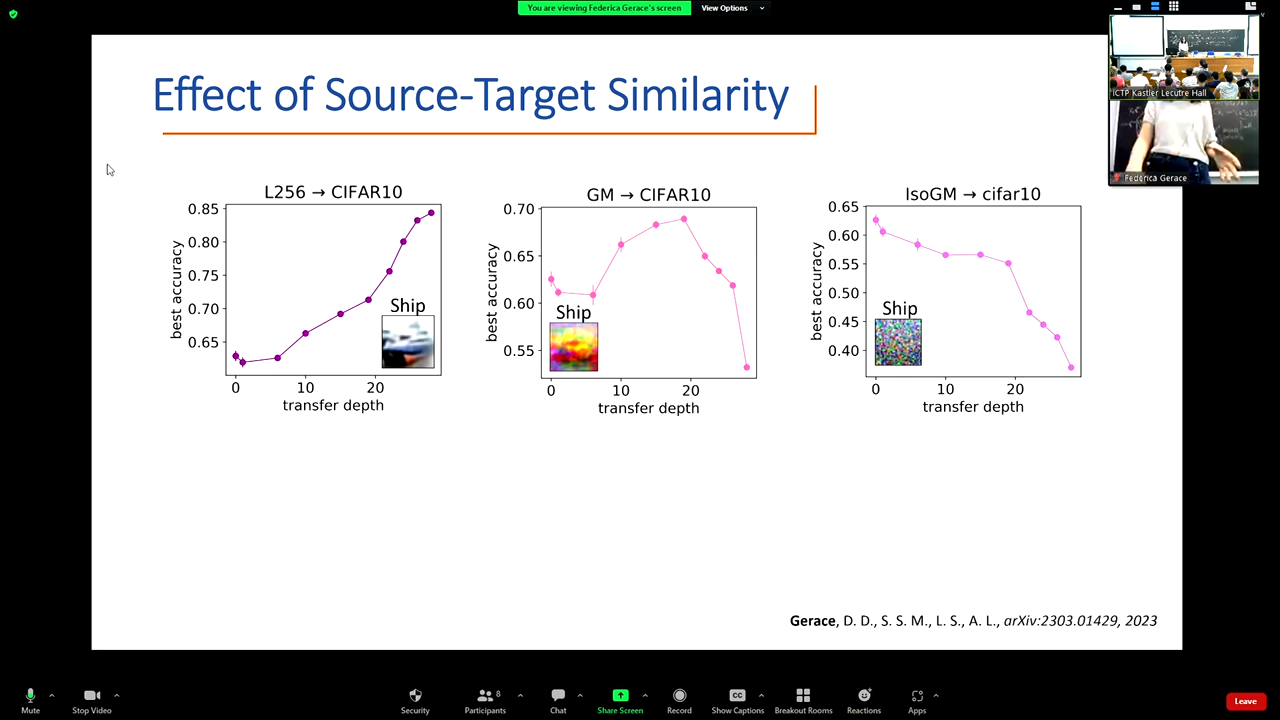 You are viewing Federica Gerace's screen
View Options
ICTP Kastler Lecutre Hall
Federica Gerace
Effect of Source-Target Similarity
L256 → CIFAR10
best accuracy
0.85
0.80
0.75
0.70
0.65
Ship
0
10
20
transfer depth
GM → CIFAR10
best accuracy
0.70
0.65
0.60
0.55
Ship
0
10
20
transfer depth
IsoGM → cifar10
best accuracy
0.65
0.60
0.55
0.50
0.45
0.40
Ship
0
10
20
transfer depth
Gerace, D. D., S. S. M., L. S., A. L., arXiv:2303.01429, 2023
Mute
Stop Video
Security
Participants
8
Chat
Share Screen
Record
CC
Show Captions
Breakout Rooms
Reactions
Apps
Leave